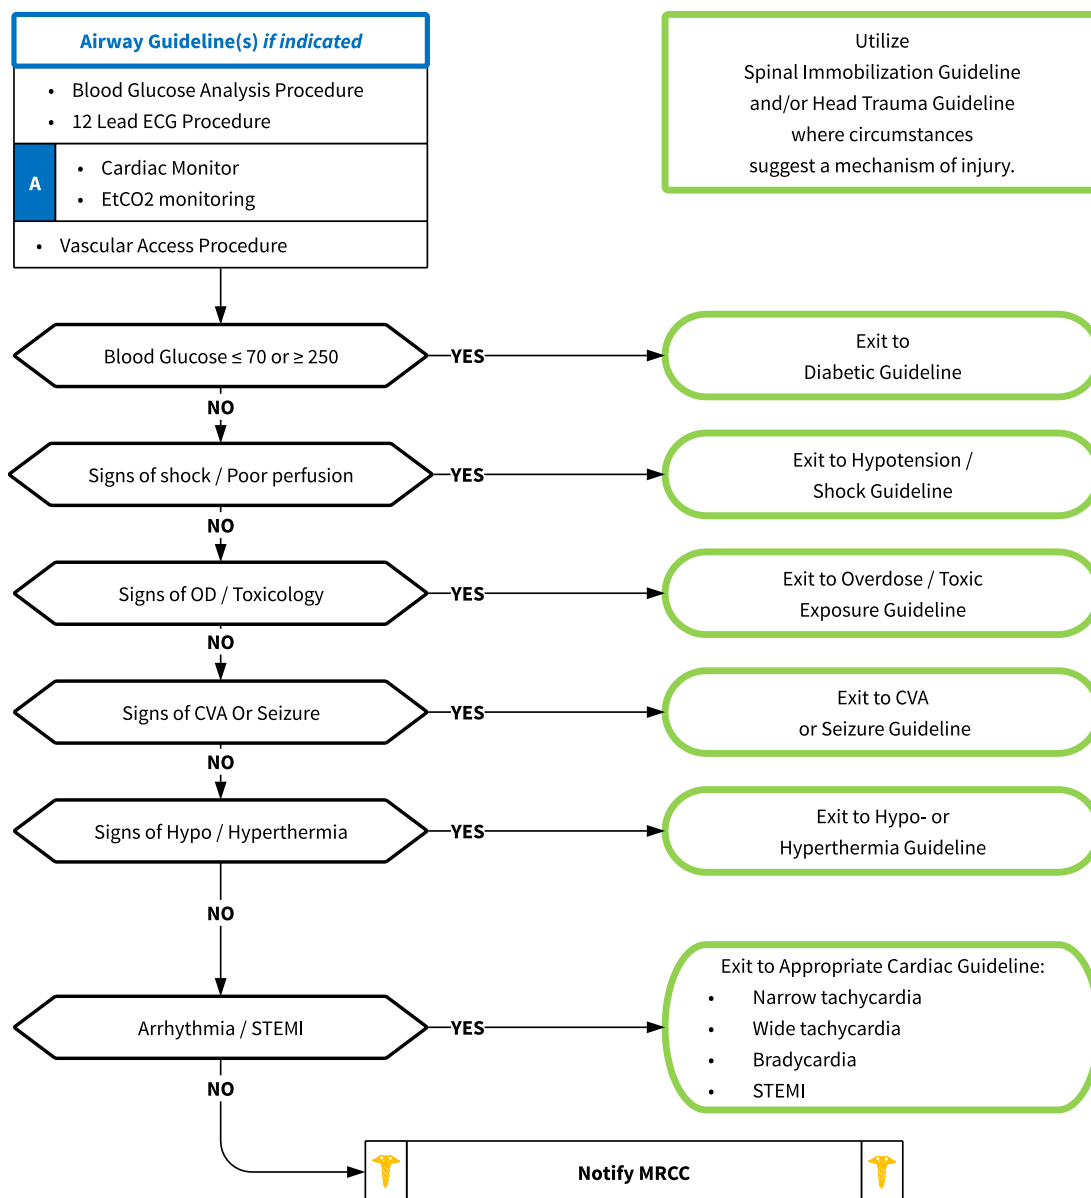 Airway Guideline(s) if indicated
• Blood Glucose Analysis Procedure
• 12 Lead ECG Procedure
A
• Cardiac Monitor
• EtCO2 monitoring
• Vascular Access Procedure
Utilize
Spinal Immobilization Guideline
and/or Head Trauma Guideline
where circumstances
suggest a mechanism of injury.
Blood Glucose ≤ 70 or ≥ 250
YES
Exit to
Diabetic Guideline
NO
Signs of shock / Poor perfusion
YES
Exit to Hypotension /
Shock Guideline
NO
Signs of OD / Toxicology
YES
Exit to Overdose / Toxic
Exposure Guideline
NO
Signs of CVA Or Seizure
YES
Exit to CVA
or Seizure Guideline
NO
Signs of Hypo / Hyperthermia
YES
Exit to Hypo- or
Hyperthermia Guideline
NO
Arrhythmia / STEMI
YES
Exit to Appropriate Cardiac Guideline:
• Narrow tachycardia
• Wide tachycardia
• Bradycardia
• STEMI
NO
Notify MRCC